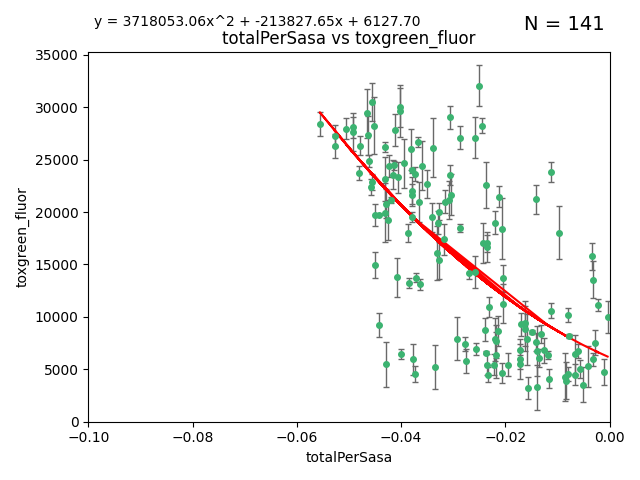 y = 3718053.06x^2 + -213827.65x + 6127.70
N = 141
totalPerSasa vs toxgreen_fluor
35000
30000
25000
20000
15000
10000
5000
0
toxgreen_fluor
−0.10 −0.08 −0.06 −0.04 −0.02 0.00
totalPerSasa